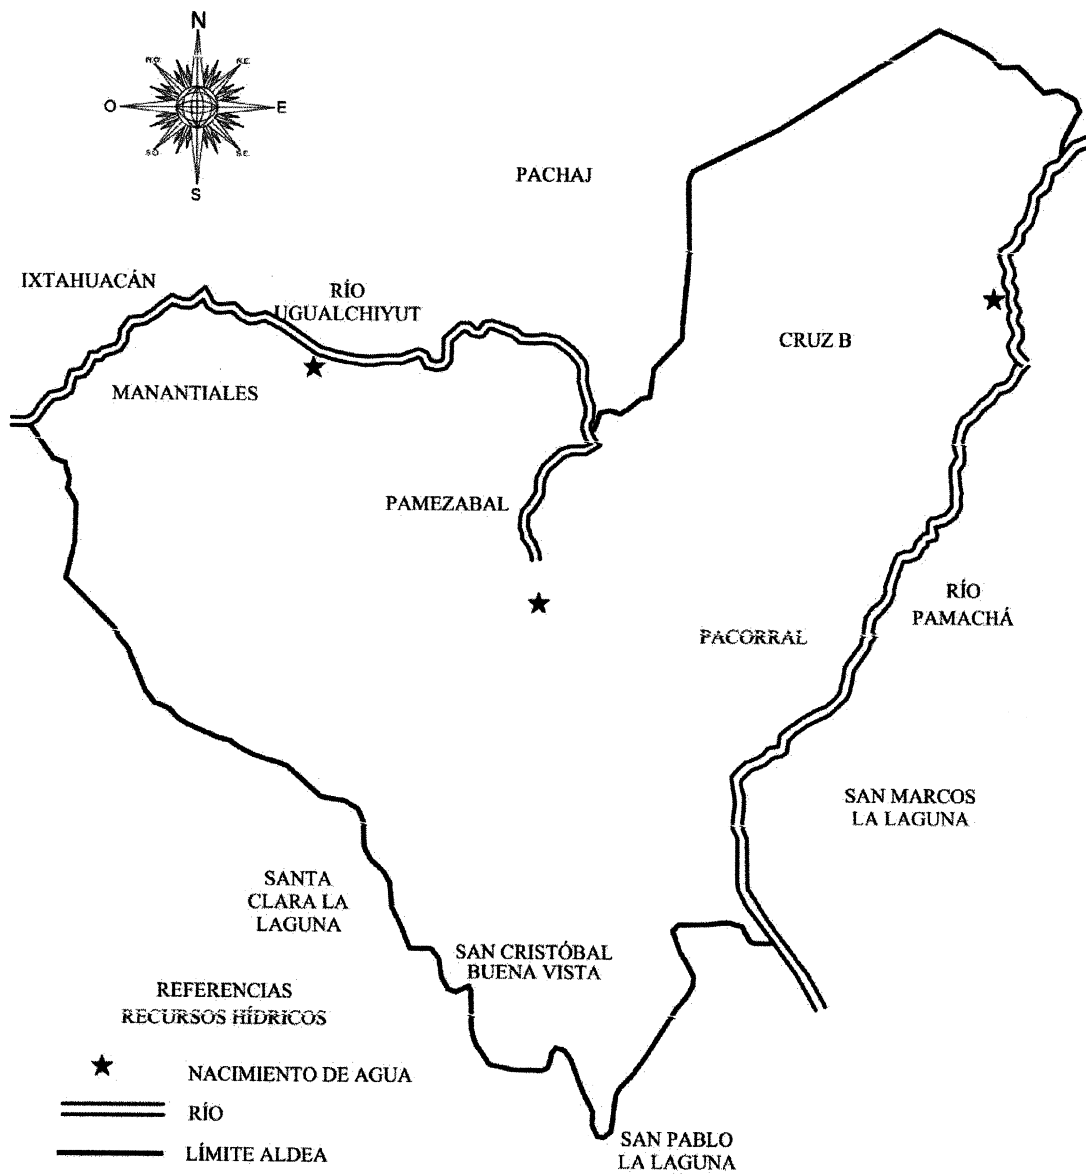 N
N.O.
N.E.
O
E
S.O.
S.E.
S
PACHAJ
IXTAHUACÁN
RÍO
UGUALCHIYUT
CRUZ B
MANANTIALES
PAMEZABAL
RÍO
PAMACHÁ
PACORRAL
SAN MARCOS
LA LAGUNA
SANTA
CLARA LA
LAGUNA
SAN CRISTÓBAL
BUENA VISTA
REFERENCIAS
RECURSOS HÍDRICOS
NACIMIENTO DE AGUA
RÍO
LÍMITE ALDEA
SAN PABLO
LA LAGUNA